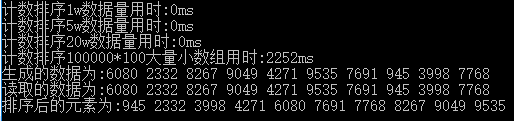 计数排序1w数据量用时:0ms
计数排序5w数据量用时:0ms
计数排序20w数据量用时:0ms
计数排序100000*100大量小数组用时:2252ms
生成的数据为:6080 2332 8267 9049 4271 9535 7691 945 3998 7768
读取的数据为:6080 2332 8267 9049 4271 9535 7691 945 3998 7768
排序后的元素为:945 2332 3998 4271 6080 7691 7768 8267 9049 9535